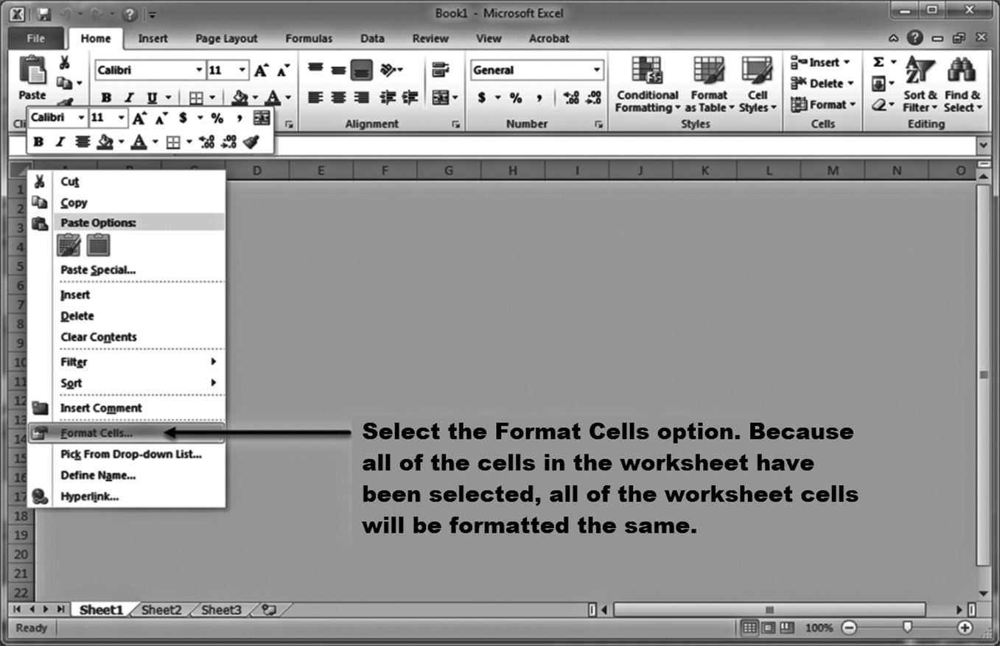 Book1 - Microsoft Excel
File Home Insert Page Layout Formulas Data Review View Acrobat
Calibri 11 General Insert Σ
Paste B I U A $ % , .00 .00 Conditional Formatting Format as Table Cell Styles Delete Sort & Filter Find & Select
Format
Alignment Number Styles Cells Editing
Calibri 11 A A $ % ,
B I A .00 .00
D E F G H I J K L M N O
1
2
3
4
5
6
7
8
9
10
11
12
13
14
15
16
17
18
19
20
21
22
Cut
Copy
Paste Options:
Paste Special...
Insert
Delete
Clear Contents
Filter
Sort
Insert Comment
Format Cells...
Pick From Drop-down List...
Define Name...
Hyperlink...
Select the Format Cells option. Because
all of the cells in the worksheet have
been selected, all of the worksheet cells
will be formatted the same.
Sheet1 Sheet2 Sheet3
Ready 100%